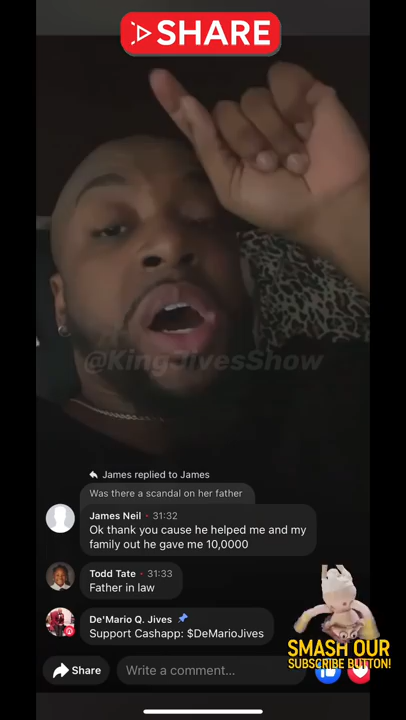 SHARE
@KingJivesShow
James replied to James
Was there a scandal on her father
James Neil • 31:32
Ok thank you cause he helped me and my
family out he gave me 10,0000
Todd Tate • 31:33
Father in law
De'Mario Q. Jives
Support Cashapp: $DeMarioJives
SMASH OUR
SUBSCRIBE BUTTON!
Share
Write a comment...